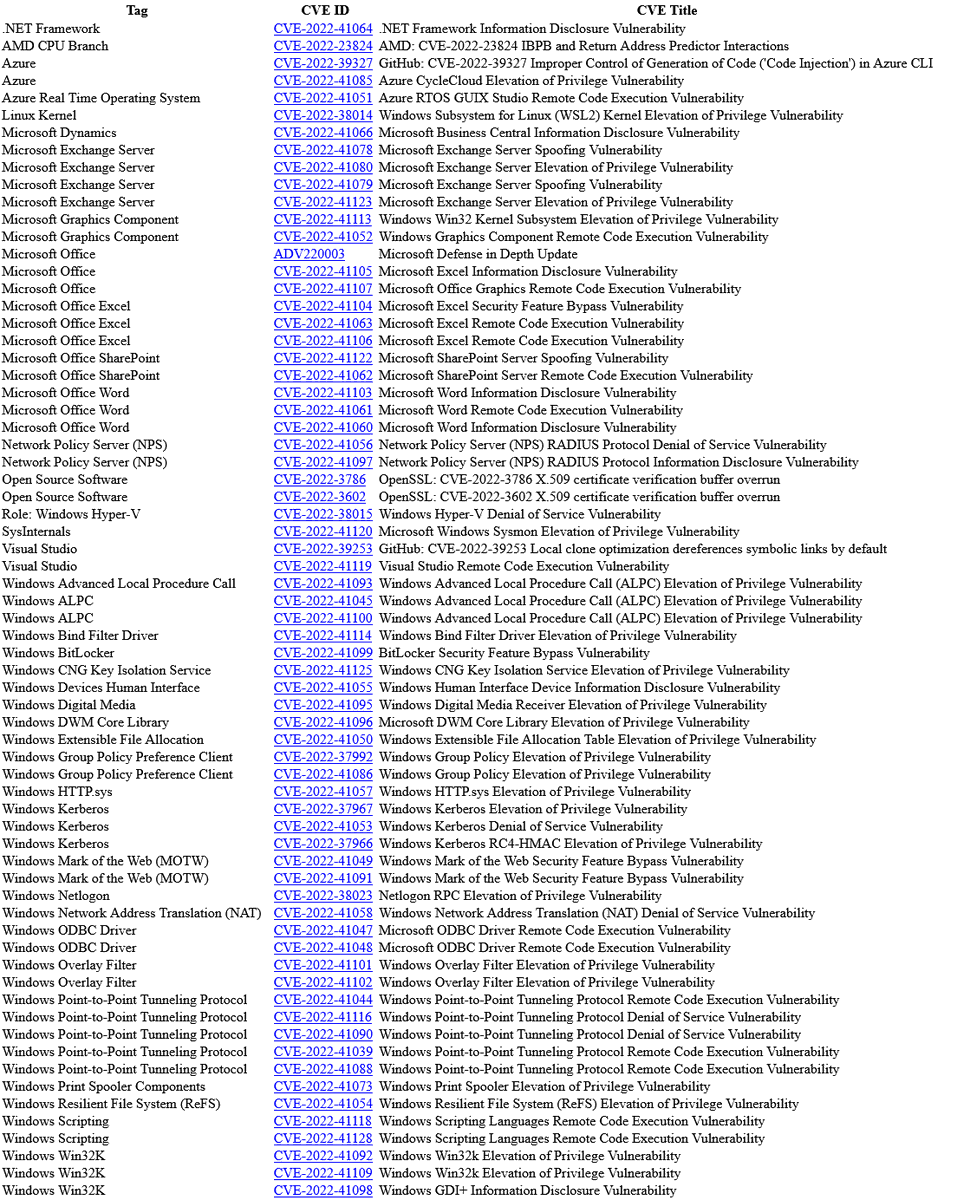 Tag CVE ID CVE Title
.NET Framework CVE-2022-41064 .NET Framework Information Disclosure Vulnerability
AMD CPU Branch CVE-2022-23824 AMD: CVE-2022-23824 IBPB and Return Address Predictor Interactions
Azure CVE-2022-39327 GitHub: CVE-2022-39327 Improper Control of Generation of Code ('Code Injection') in Azure CLI
Azure CVE-2022-41085 Azure CycleCloud Elevation of Privilege Vulnerability
Azure Real Time Operating System CVE-2022-41051 Azure RTOS GUIX Studio Remote Code Execution Vulnerability
Linux Kernel CVE-2022-38014 Windows Subsystem for Linux (WSL2) Kernel Elevation of Privilege Vulnerability
Microsoft Dynamics CVE-2022-41066 Microsoft Business Central Information Disclosure Vulnerability
Microsoft Exchange Server CVE-2022-41078 Microsoft Exchange Server Spoofing Vulnerability
Microsoft Exchange Server CVE-2022-41080 Microsoft Exchange Server Elevation of Privilege Vulnerability
Microsoft Exchange Server CVE-2022-41079 Microsoft Exchange Server Spoofing Vulnerability
Microsoft Exchange Server CVE-2022-41123 Microsoft Exchange Server Elevation of Privilege Vulnerability
Microsoft Graphics Component CVE-2022-41113 Windows Win32 Kernel Subsystem Elevation of Privilege Vulnerability
Microsoft Graphics Component CVE-2022-41052 Windows Graphics Component Remote Code Execution Vulnerability
Microsoft Office ADV220003 Microsoft Defense in Depth Update
Microsoft Office CVE-2022-41105 Microsoft Excel Information Disclosure Vulnerability
Microsoft Office CVE-2022-41107 Microsoft Office Graphics Remote Code Execution Vulnerability
Microsoft Office Excel CVE-2022-41104 Microsoft Excel Security Feature Bypass Vulnerability
Microsoft Office Excel CVE-2022-41063 Microsoft Excel Remote Code Execution Vulnerability
Microsoft Office Excel CVE-2022-41106 Microsoft Excel Remote Code Execution Vulnerability
Microsoft Office SharePoint CVE-2022-41122 Microsoft SharePoint Server Spoofing Vulnerability
Microsoft Office SharePoint CVE-2022-41062 Microsoft SharePoint Server Remote Code Execution Vulnerability
Microsoft Office Word CVE-2022-41103 Microsoft Word Information Disclosure Vulnerability
Microsoft Office Word CVE-2022-41061 Microsoft Word Remote Code Execution Vulnerability
Microsoft Office Word CVE-2022-41060 Microsoft Word Information Disclosure Vulnerability
Network Policy Server (NPS) CVE-2022-41056 Network Policy Server (NPS) RADIUS Protocol Denial of Service Vulnerability
Network Policy Server (NPS) CVE-2022-41097 Network Policy Server (NPS) RADIUS Protocol Information Disclosure Vulnerability
Open Source Software CVE-2022-3786 OpenSSL: CVE-2022-3786 X.509 certificate verification buffer overrun
Open Source Software CVE-2022-3602 OpenSSL: CVE-2022-3602 X.509 certificate verification buffer overrun
Role: Windows Hyper-V CVE-2022-38015 Windows Hyper-V Denial of Service Vulnerability
SysInternals CVE-2022-41120 Microsoft Windows Sysmon Elevation of Privilege Vulnerability
Visual Studio CVE-2022-39253 GitHub: CVE-2022-39253 Local clone optimization dereferences symbolic links by default
Visual Studio CVE-2022-41119 Visual Studio Remote Code Execution Vulnerability
Windows Advanced Local Procedure Call CVE-2022-41093 Windows Advanced Local Procedure Call (ALPC) Elevation of Privilege Vulnerability
Windows ALPC CVE-2022-41045 Windows Advanced Local Procedure Call (ALPC) Elevation of Privilege Vulnerability
Windows ALPC CVE-2022-41100 Windows Advanced Local Procedure Call (ALPC) Elevation of Privilege Vulnerability
Windows Bind Filter Driver CVE-2022-41114 Windows Bind Filter Driver Elevation of Privilege Vulnerability
Windows BitLocker CVE-2022-41099 BitLocker Security Feature Bypass Vulnerability
Windows CNG Key Isolation Service CVE-2022-41125 Windows CNG Key Isolation Service Elevation of Privilege Vulnerability
Windows Devices Human Interface CVE-2022-41055 Windows Human Interface Device Information Disclosure Vulnerability
Windows Digital Media CVE-2022-41095 Windows Digital Media Receiver Elevation of Privilege Vulnerability
Windows DWM Core Library CVE-2022-41096 Microsoft DWM Core Library Elevation of Privilege Vulnerability
Windows Extensible File Allocation CVE-2022-41050 Windows Extensible File Allocation Table Elevation of Privilege Vulnerability
Windows Group Policy Preference Client CVE-2022-37992 Windows Group Policy Elevation of Privilege Vulnerability
Windows Group Policy Preference Client CVE-2022-41086 Windows Group Policy Elevation of Privilege Vulnerability
Windows HTTP.sys CVE-2022-41057 Windows HTTP.sys Elevation of Privilege Vulnerability
Windows Kerberos CVE-2022-37967 Windows Kerberos Elevation of Privilege Vulnerability
Windows Kerberos CVE-2022-41053 Windows Kerberos Denial of Service Vulnerability
Windows Kerberos CVE-2022-37966 Windows Kerberos RC4-HMAC Elevation of Privilege Vulnerability
Windows Mark of the Web (MOTW) CVE-2022-41049 Windows Mark of the Web Security Feature Bypass Vulnerability
Windows Mark of the Web (MOTW) CVE-2022-41091 Windows Mark of the Web Security Feature Bypass Vulnerability
Windows Netlogon CVE-2022-38023 Netlogon RPC Elevation of Privilege Vulnerability
Windows Network Address Translation (NAT) CVE-2022-41058 Windows Network Address Translation (NAT) Denial of Service Vulnerability
Windows ODBC Driver CVE-2022-41047 Microsoft ODBC Driver Remote Code Execution Vulnerability
Windows ODBC Driver CVE-2022-41048 Microsoft ODBC Driver Remote Code Execution Vulnerability
Windows Overlay Filter CVE-2022-41101 Windows Overlay Filter Elevation of Privilege Vulnerability
Windows Overlay Filter CVE-2022-41102 Windows Overlay Filter Elevation of Privilege Vulnerability
Windows Point-to-Point Tunneling Protocol CVE-2022-41044 Windows Point-to-Point Tunneling Protocol Remote Code Execution Vulnerability
Windows Point-to-Point Tunneling Protocol CVE-2022-41116 Windows Point-to-Point Tunneling Protocol Denial of Service Vulnerability
Windows Point-to-Point Tunneling Protocol CVE-2022-41090 Windows Point-to-Point Tunneling Protocol Denial of Service Vulnerability
Windows Point-to-Point Tunneling Protocol CVE-2022-41039 Windows Point-to-Point Tunneling Protocol Remote Code Execution Vulnerability
Windows Point-to-Point Tunneling Protocol CVE-2022-41088 Windows Point-to-Point Tunneling Protocol Remote Code Execution Vulnerability
Windows Print Spooler Components CVE-2022-41073 Windows Print Spooler Elevation of Privilege Vulnerability
Windows Resilient File System (ReFS) CVE-2022-41054 Windows Resilient File System (ReFS) Elevation of Privilege Vulnerability
Windows Scripting CVE-2022-41118 Windows Scripting Languages Remote Code Execution Vulnerability
Windows Scripting CVE-2022-41128 Windows Scripting Languages Remote Code Execution Vulnerability
Windows Win32K CVE-2022-41092 Windows Win32k Elevation of Privilege Vulnerability
Windows Win32K CVE-2022-41109 Windows Win32k Elevation of Privilege Vulnerability
Windows Win32K CVE-2022-41098 Windows GDI+ Information Disclosure Vulnerability